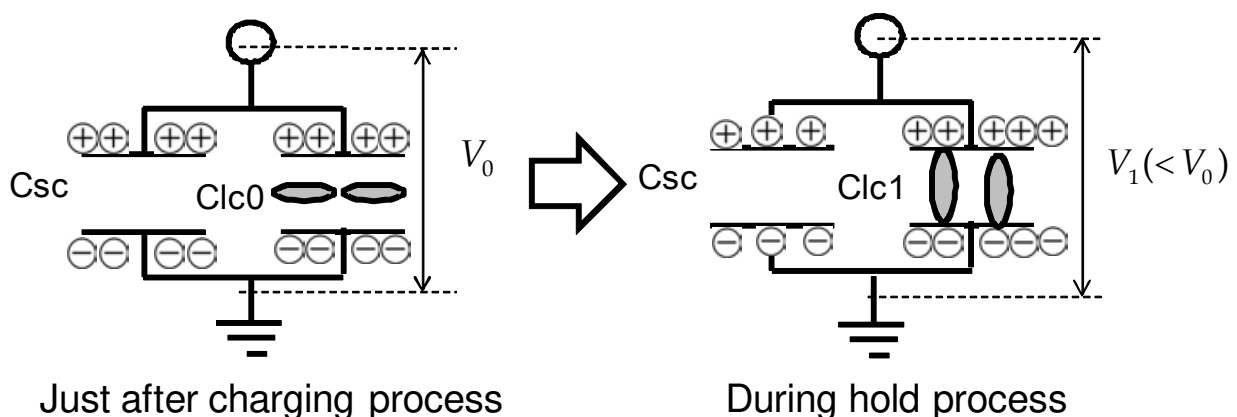 V₀
Csc
Clc0
Just after charging process
V₁(< V₀)
Csc
Clc1
During hold process